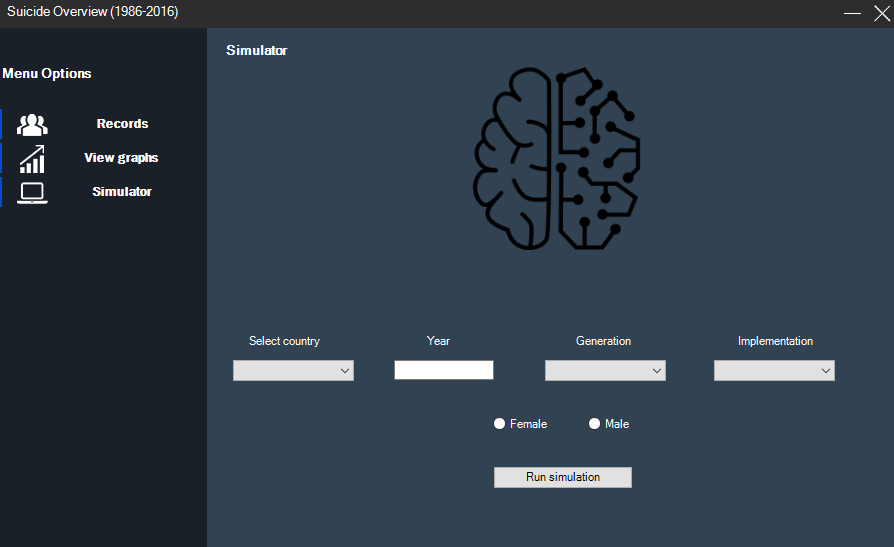 Suicide Overview (1986-2016)
Menu Options
Records
View graphs
Simulator
Simulator
Select country
Year
Generation
Implementation
Female
Male
Run simulation